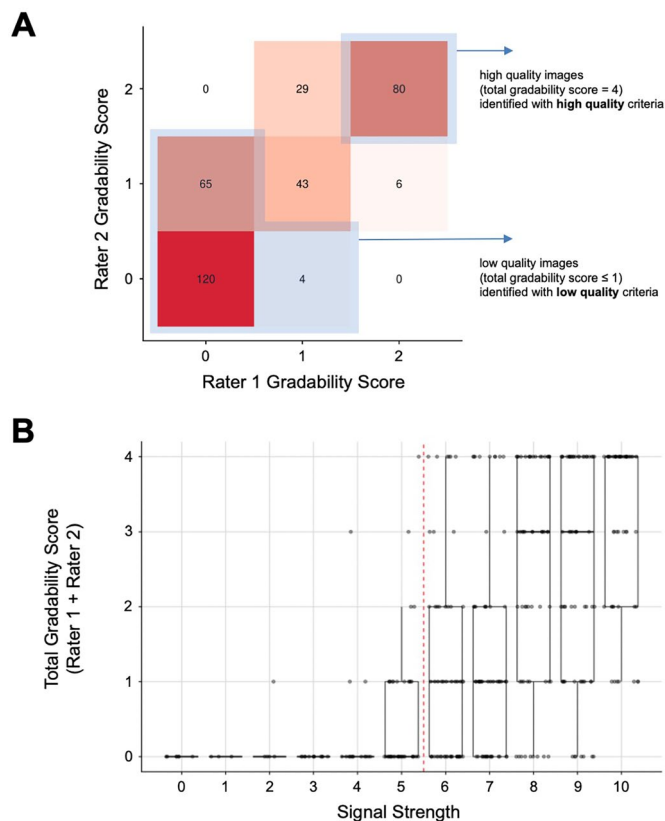 A
Rater 2 Gradability Score
2
1
0
0
29
80
65
43
6
120
4
0
0
1
2
Rater 1 Gradability Score
high quality images
(total gradability score = 4)
identified with high quality criteria
low quality images
(total gradability score ≤ 1)
identified with low quality criteria
B
Total Gradability Score
(Rater 1 + Rater 2)
4
3
2
1
0
0
1
2
3
4
5
6
7
8
9
10
Signal Strength